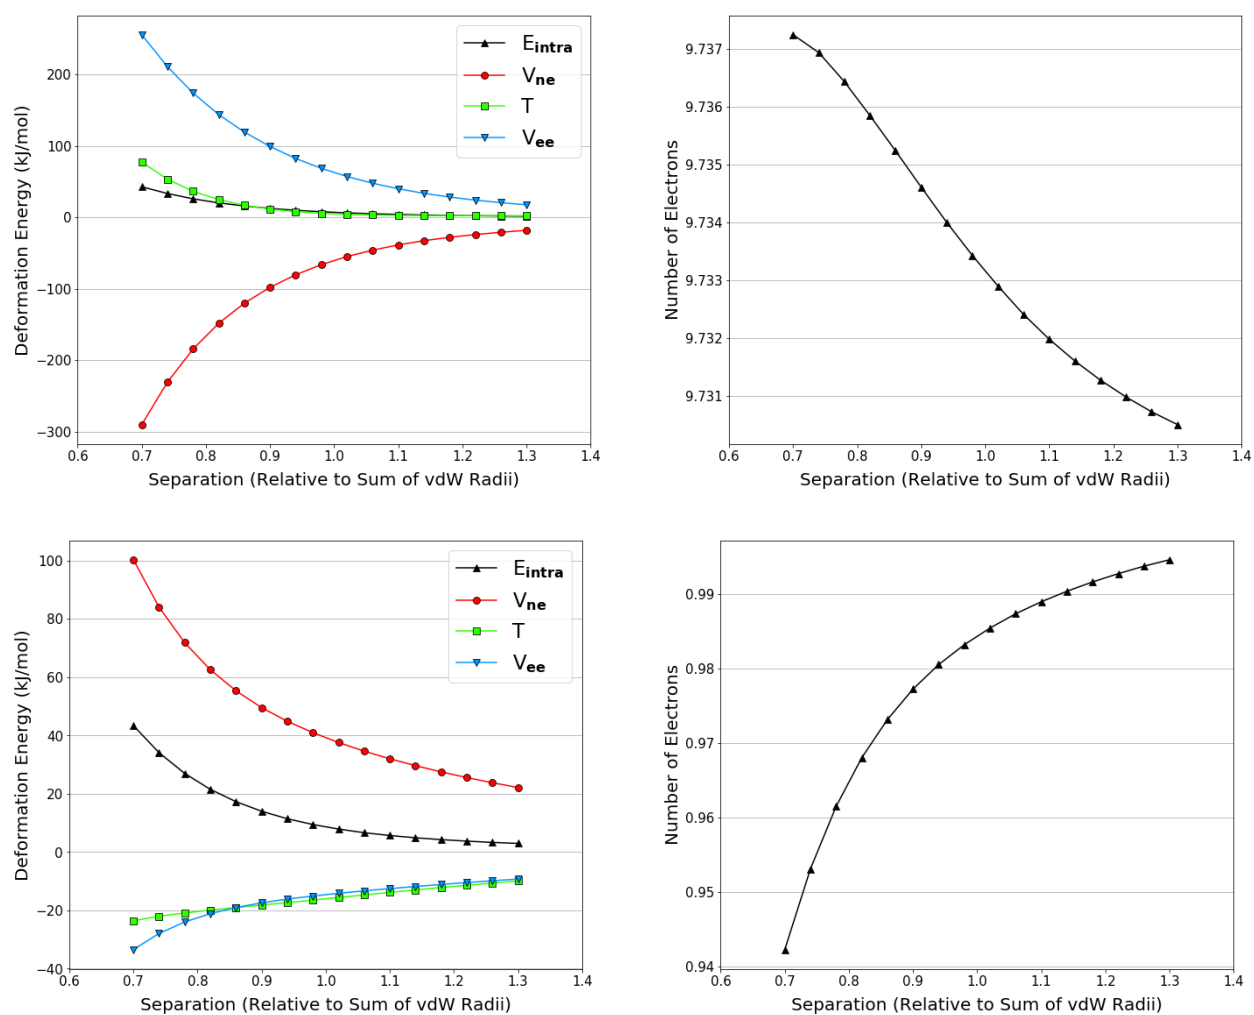 Deformation Energy (kJ/mol)
200
100
0
−100
−200
−300
0.6 0.7 0.8 0.9 1.0 1.1 1.2 1.3 1.4
Separation (Relative to Sum of vdW Radii)
E_intra
V_ne
T
V_ee
Number of Electrons
9.737
9.736
9.735
9.734
9.733
9.732
9.731
0.6 0.7 0.8 0.9 1.0 1.1 1.2 1.3 1.4
Separation (Relative to Sum of vdW Radii)
Deformation Energy (kJ/mol)
100
80
60
40
20
0
−20
−40
0.6 0.7 0.8 0.9 1.0 1.1 1.2 1.3 1.4
Separation (Relative to Sum of vdW Radii)
E_intra
V_ne
T
V_ee
Number of Electrons
0.99
0.98
0.97
0.96
0.95
0.94
0.6 0.7 0.8 0.9 1.0 1.1 1.2 1.3 1.4
Separation (Relative to Sum of vdW Radii)